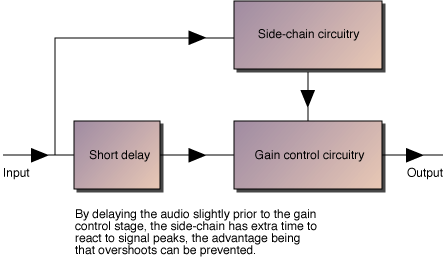 Side-chain circuitry
Short delay
Gain control circuitry
Input
Output
By delaying the audio slightly prior to the gain
control stage, the side-chain has extra time to
react to signal peaks, the advantage being
that overshoots can be prevented.